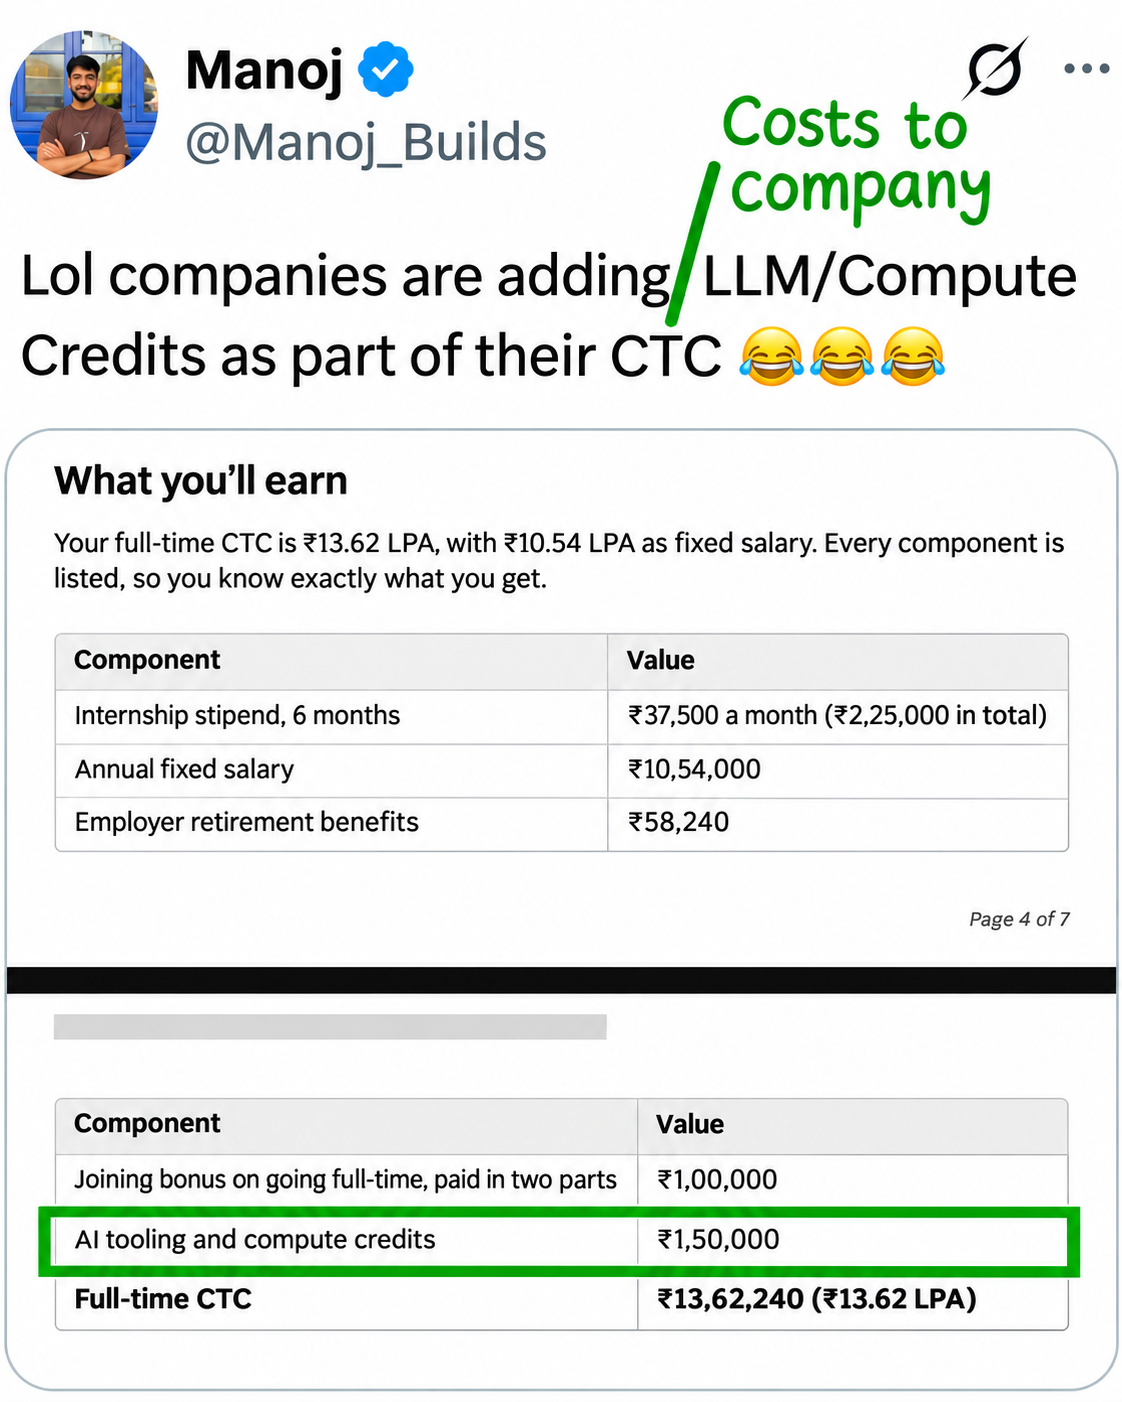 Manoj
@Manoj_Builds
Costs to
company
Lol companies are adding LLM/Compute
Credits as part of their CTC 😂😂😂
What you’ll earn
Your full-time CTC is ₹13.62 LPA, with ₹10.54 LPA as fixed salary. Every component is
listed, so you know exactly what you get.
Component Value
Internship stipend, 6 months ₹37,500 a month (₹2,25,000 in total)
Annual fixed salary ₹10,54,000
Employer retirement benefits ₹58,240
Page 4 of 7
Component Value
Joining bonus on going full-time, paid in two parts ₹1,00,000
AI tooling and compute credits ₹1,50,000
Full-time CTC ₹13,62,240 (₹13.62 LPA)